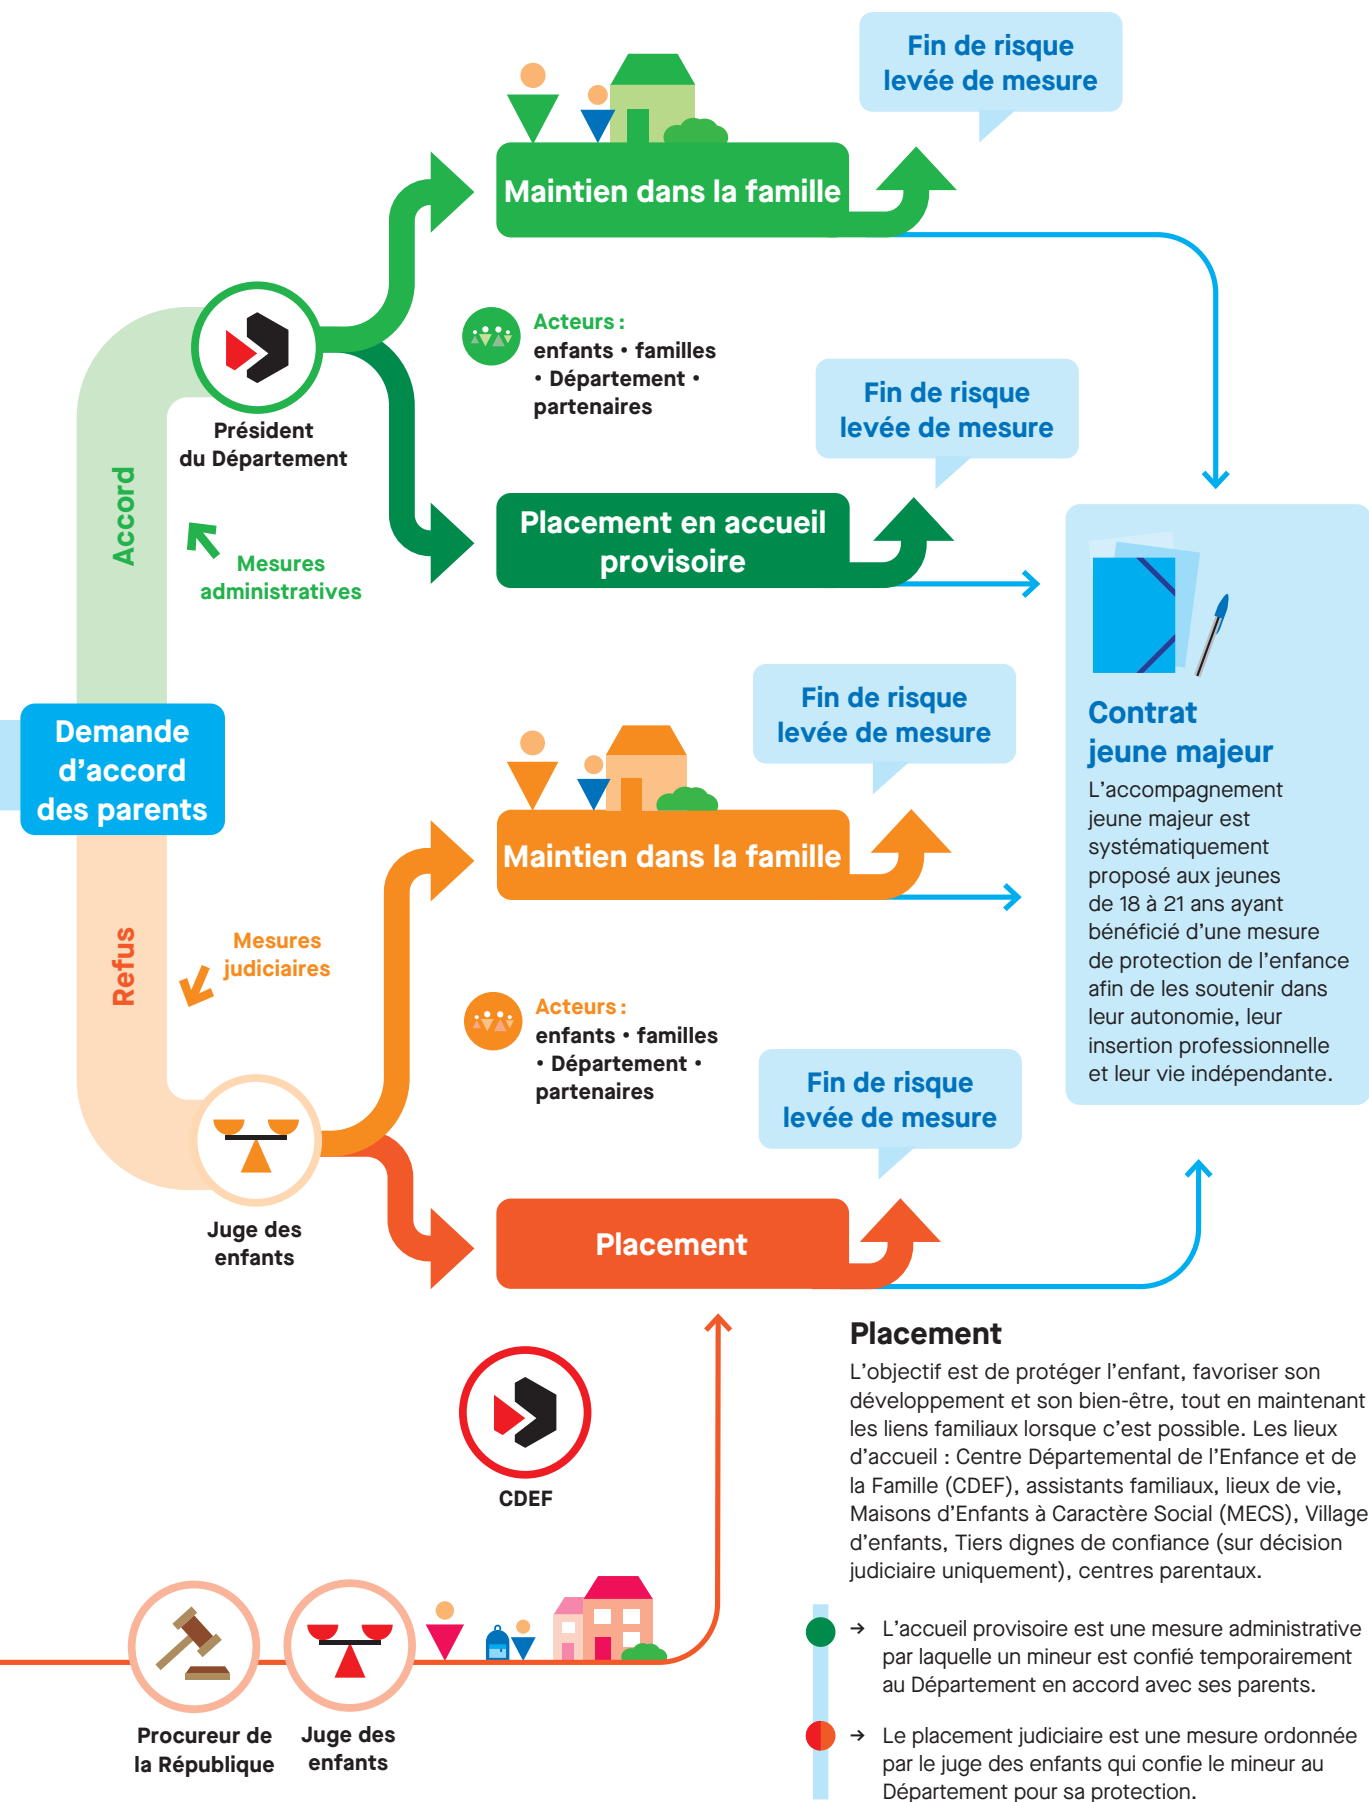 Fin de risque
levée de mesure
Maintien dans la famille
Acteurs :
enfants • familles
• Département •
partenaires
Président
du Département
Fin de risque
levée de mesure
Accord
Placement en accueil
provisoire
Mesures
administratives
Demande
d'accord
des parents
Fin de risque
levée de mesure
Maintien dans la famille
Contrat
jeune majeur
L'accompagnement
jeune majeur est
systématiquement
proposé aux jeunes
de 18 à 21 ans ayant
bénéficié d'une mesure
de protection de l'enfance
afin de les soutenir dans
leur autonomie, leur
insertion professionnelle
et leur vie indépendante.
Refus
Mesures
judiciaires
Acteurs :
enfants • familles
• Département •
partenaires
Fin de risque
levée de mesure
Juge des
enfants
Placement
CDEF
Placement
L'objectif est de protéger l'enfant, favoriser son
développement et son bien-être, tout en maintenant
les liens familiaux lorsque c'est possible. Les lieux
d'accueil : Centre Départemental de l'Enfance et de
la Famille (CDEF), assistants familiaux, lieux de vie,
Maisons d'Enfants à Caractère Social (MECS), Village
d'enfants, Tiers dignes de confiance (sur décision
judiciaire uniquement), centres parentaux.
→ L'accueil provisoire est une mesure administrative
par laquelle un mineur est confié temporairement
au Département en accord avec ses parents.
→ Le placement judiciaire est une mesure ordonnée
par le juge des enfants qui confie le mineur au
Département pour sa protection.
Procureur de
la République
Juge des
enfants